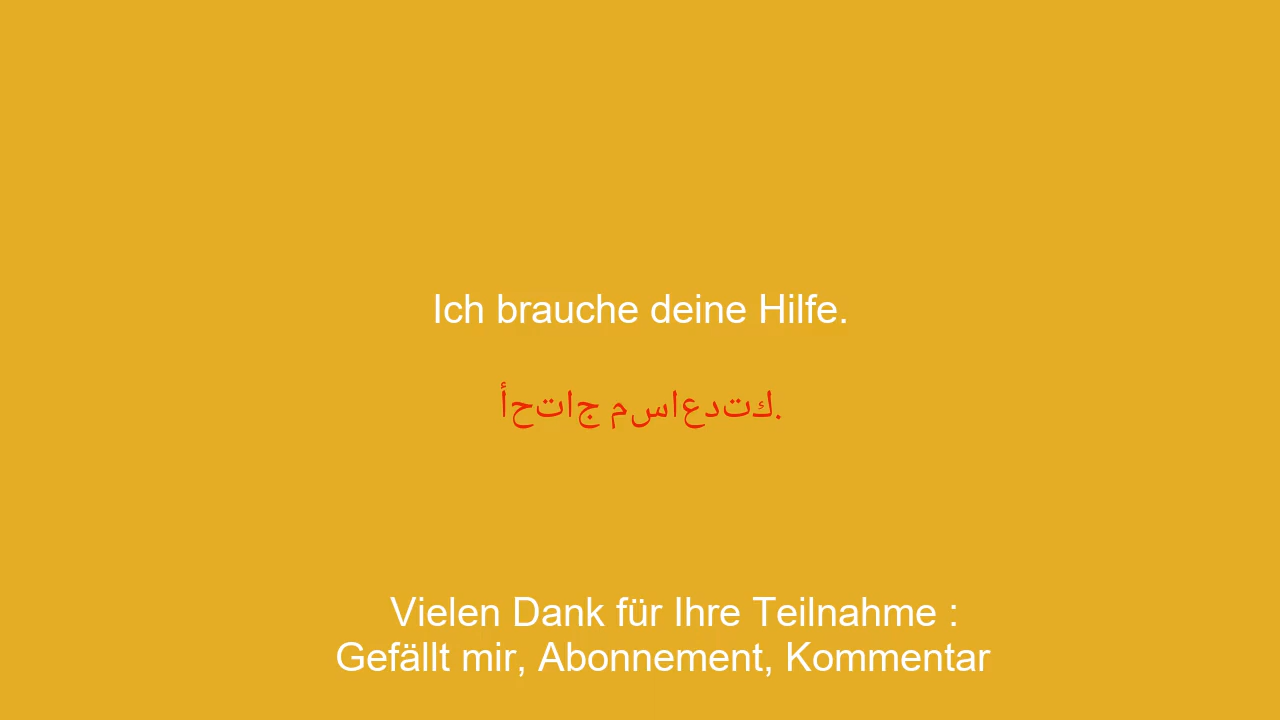 Ich brauche deine Hilfe.
أحتاج مساعدتك.
Vielen Dank für Ihre Teilnahme :
Gefällt mir, Abonnement, Kommentar